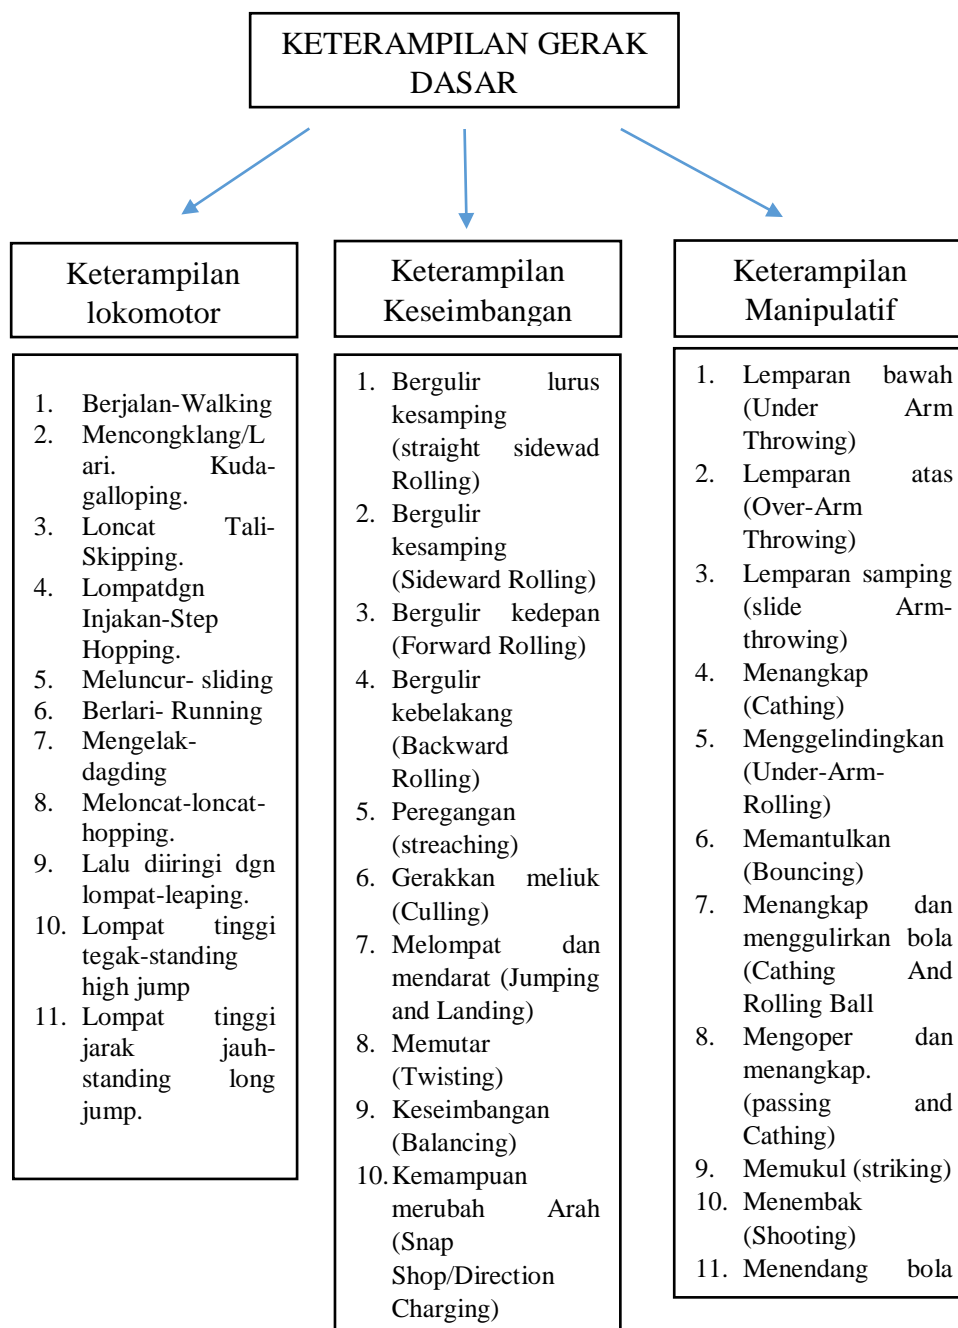 KETERAMPILAN GERAK
DASAR
Keterampilan
lokomotor
1. Berjalan-Walking
2. Mencongklang/L
ari. Kuda-
galloping.
3. Loncat Tali-
Skipping.
4. Lompatdgn
Injakan-Step
Hopping.
5. Meluncur- sliding
6. Berlari- Running
7. Mengelak-
dagding
8. Meloncat-loncat-
hopping.
9. Lalu diiringi dgn
lompat-leaping.
10. Lompat tinggi
tegak-standing
high jump
11. Lompat tinggi
jarak jauh-
standing long
jump.
Keterampilan
Keseimbangan
1. Bergulir lurus
kesamping
(straight sidewad
Rolling)
2. Bergulir
kesamping
(Sideward Rolling)
3. Bergulir kedepan
(Forward Rolling)
4. Bergulir
kebelakang
(Backward
Rolling)
5. Peregangan
(streaching)
6. Gerakkan meliuk
(Culling)
7. Melompat dan
mendarat (Jumping
and Landing)
8. Memutar
(Twisting)
9. Keseimbangan
(Balancing)
10. Kemampuan
merubah Arah
(Snap
Shop/Direction
Charging)
Keterampilan
Manipulatif
1. Lemparan bawah
(Under Arm
Throwing)
2. Lemparan atas
(Over-Arm
Throwing)
3. Lemparan samping
(slide Arm-
throwing)
4. Menangkap
(Cathing)
5. Menggelindingkan
(Under-Arm-
Rolling)
6. Memantulkan
(Bouncing)
7. Menangkap dan
menggulirkan bola
(Cathing And
Rolling Ball
8. Mengoper dan
menangkap.
(passing and
Cathing)
9. Memukul (striking)
10. Menembak
(Shooting)
11. Menendang bola